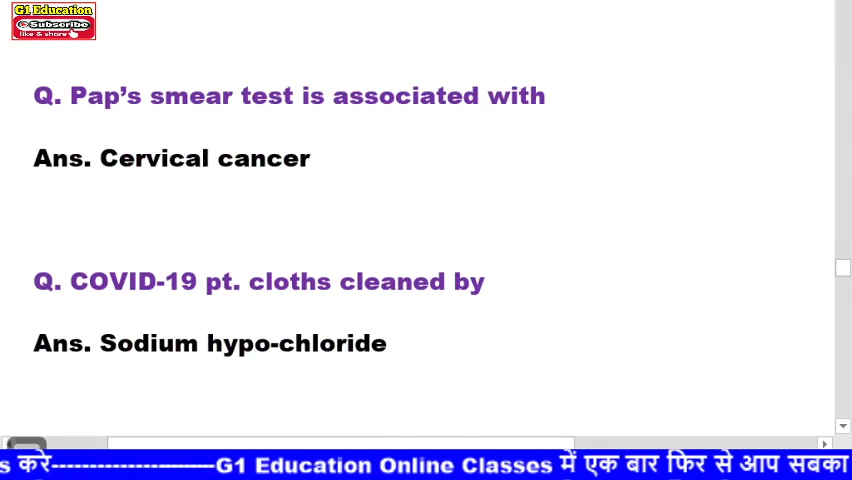 G1 Education
Subscribe
like & share
Q. Pap's smear test is associated with
Ans. Cervical cancer
Q. COVID-19 pt. cloths cleaned by
Ans. Sodium hypo-chloride
s करे----------------------G1 Education Online Classes में एक बार फिर से आप सबका